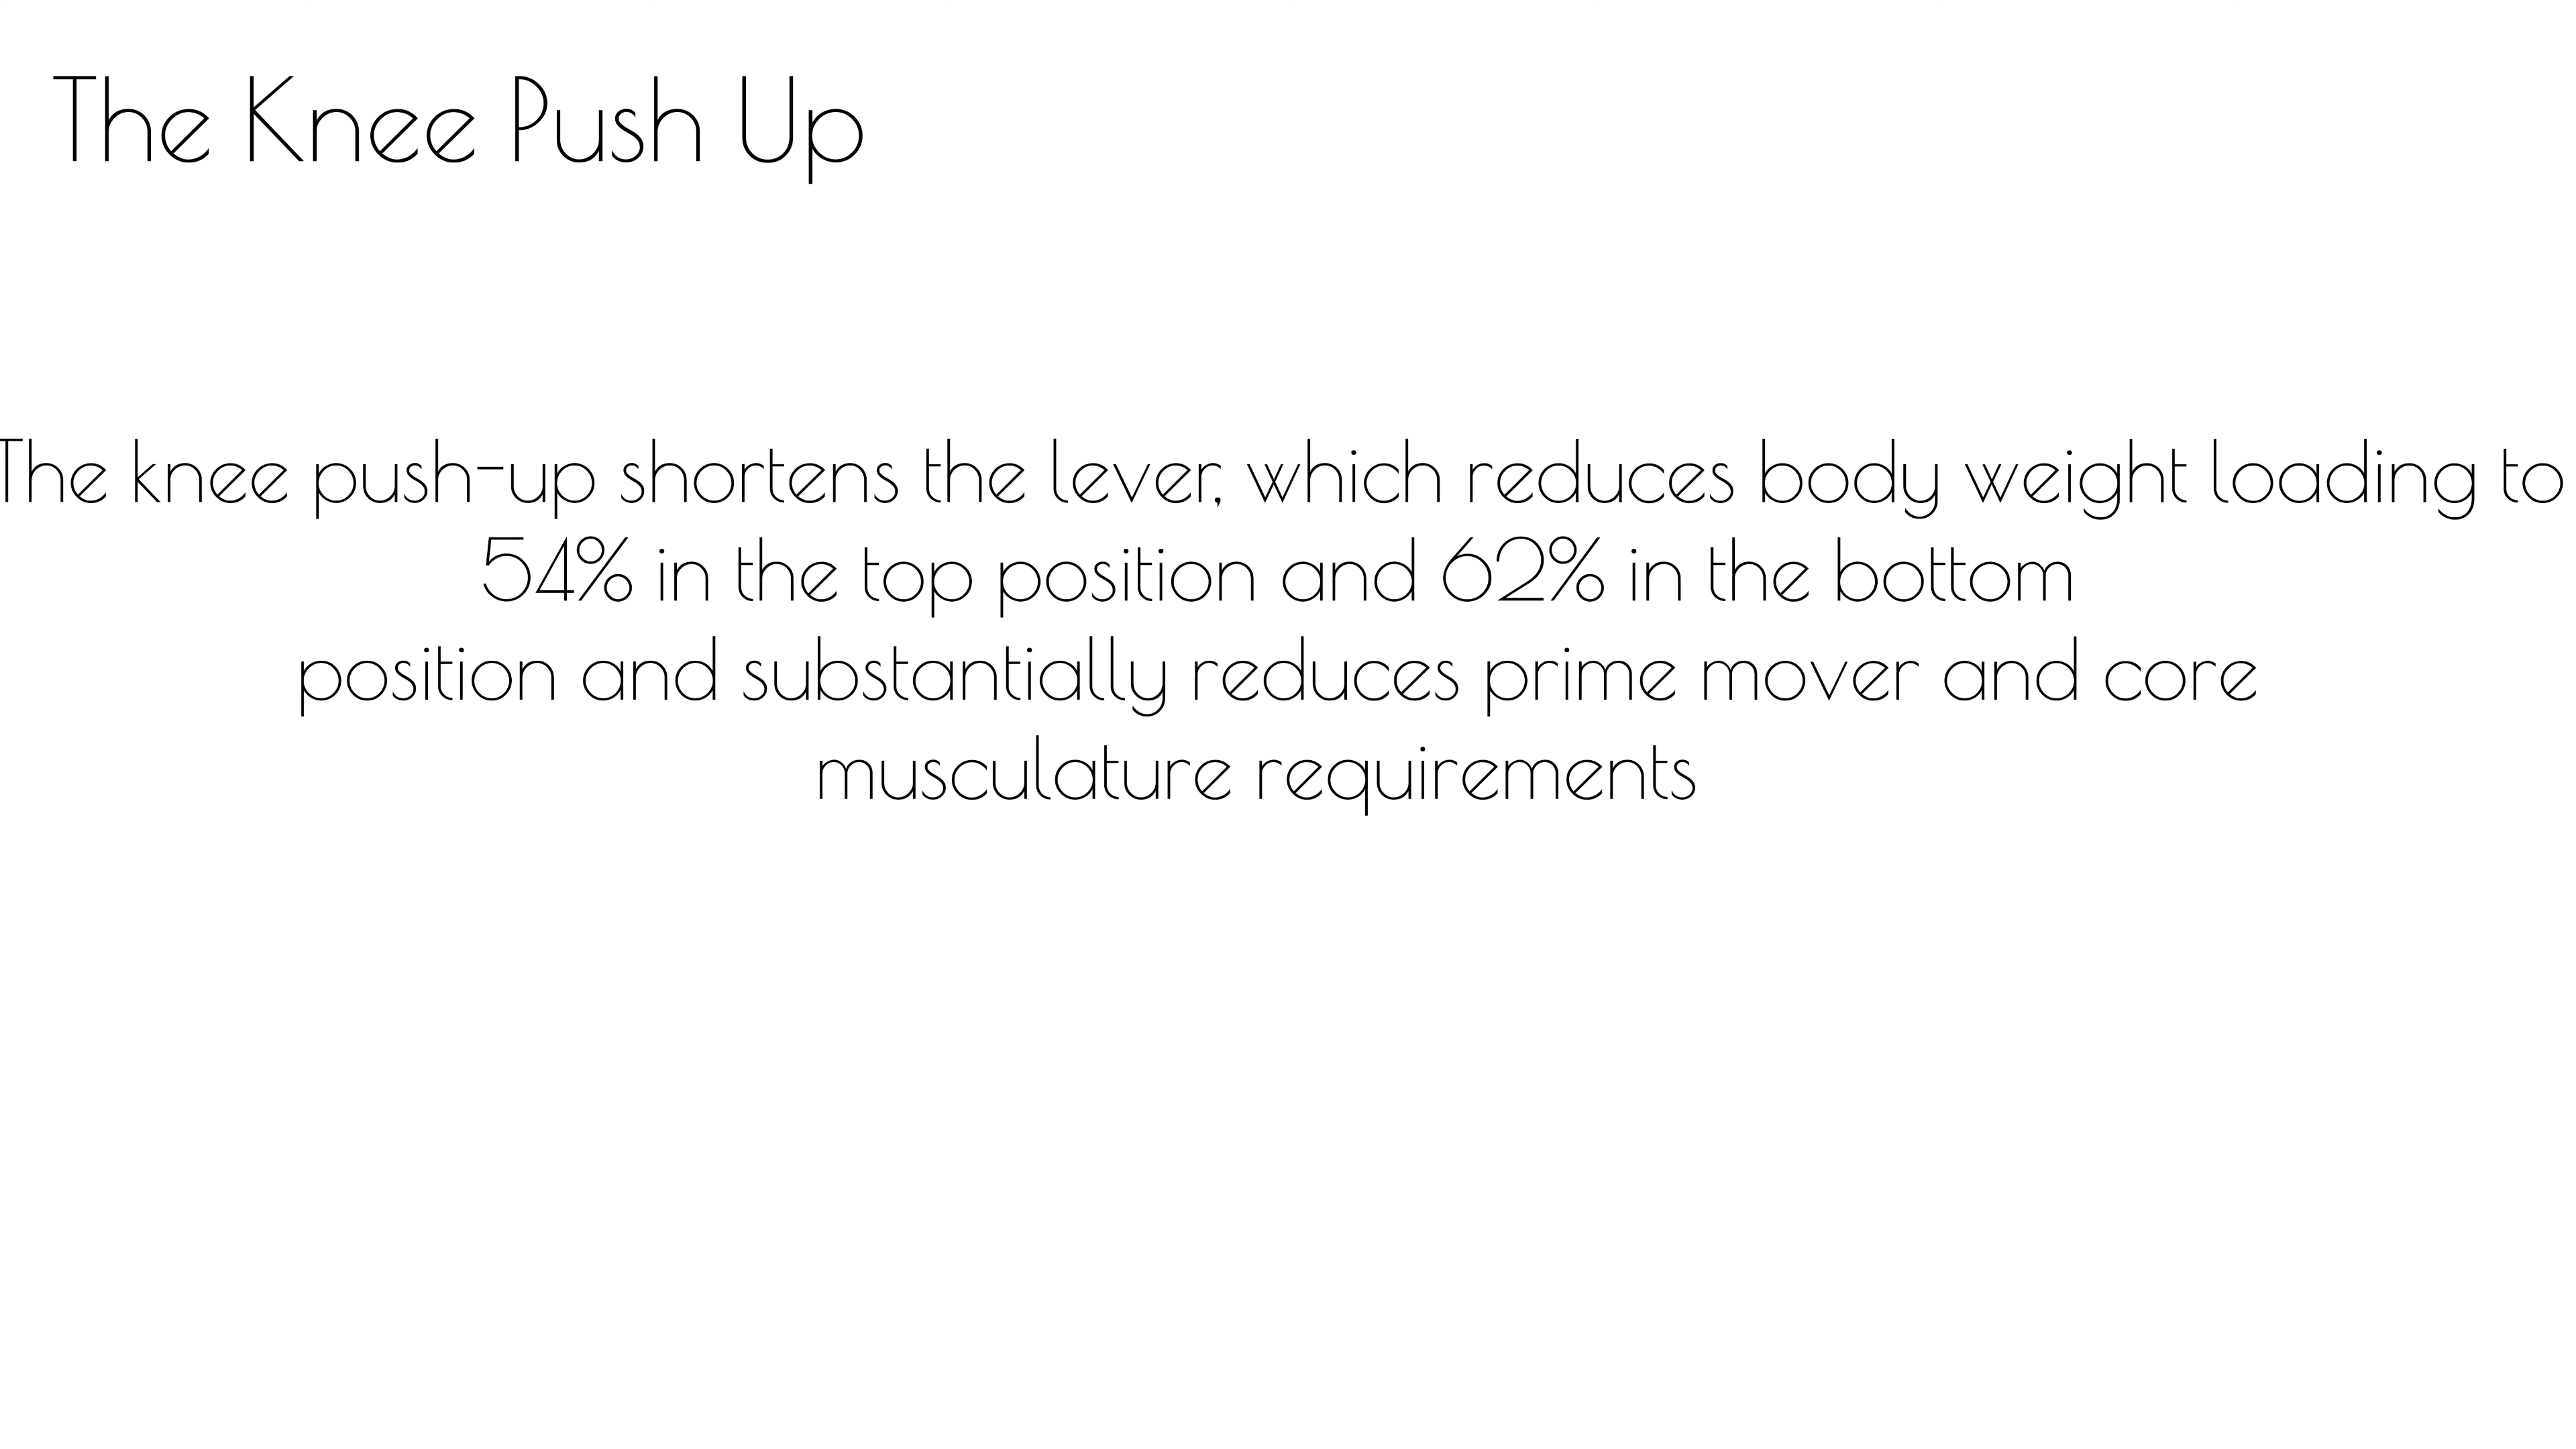 The Knee Push Up
The knee push-up shortens the lever, which reduces body weight loading to
54% in the top position and 62% in the bottom
position and substantially reduces prime mover and core
musculature requirements